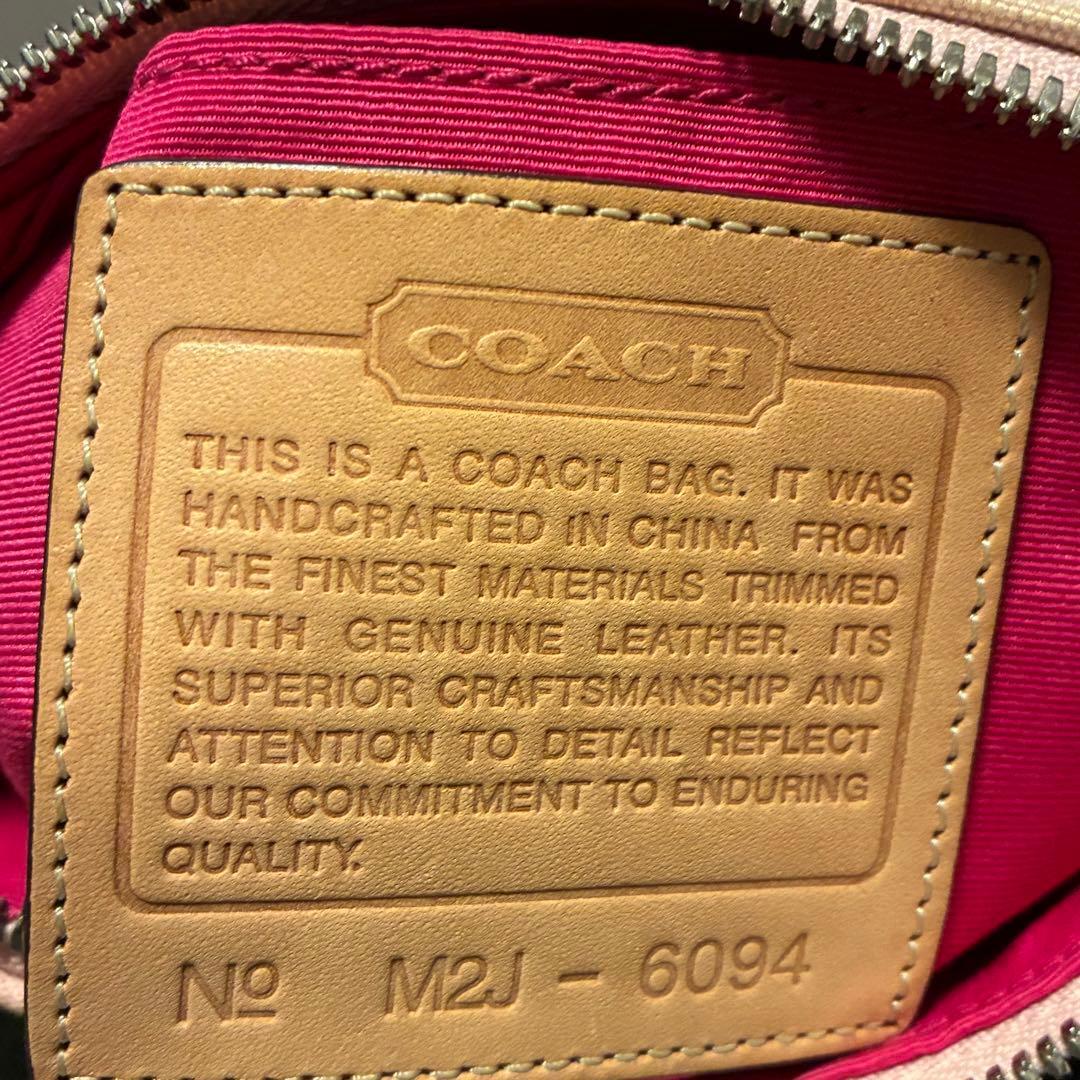 COACH
THIS IS A COACH BAG. IT WAS
HANDCRAFTED IN CHINA FROM
THE FINEST MATERIALS TRIMMED
WITH GENUINE LEATHER. ITS
SUPERIOR CRAFTSMANSHIP AND
ATTENTION TO DETAIL REFLECT
OUR COMMITMENT TO ENDURING
QUALITY.
Nº M2J - 6094